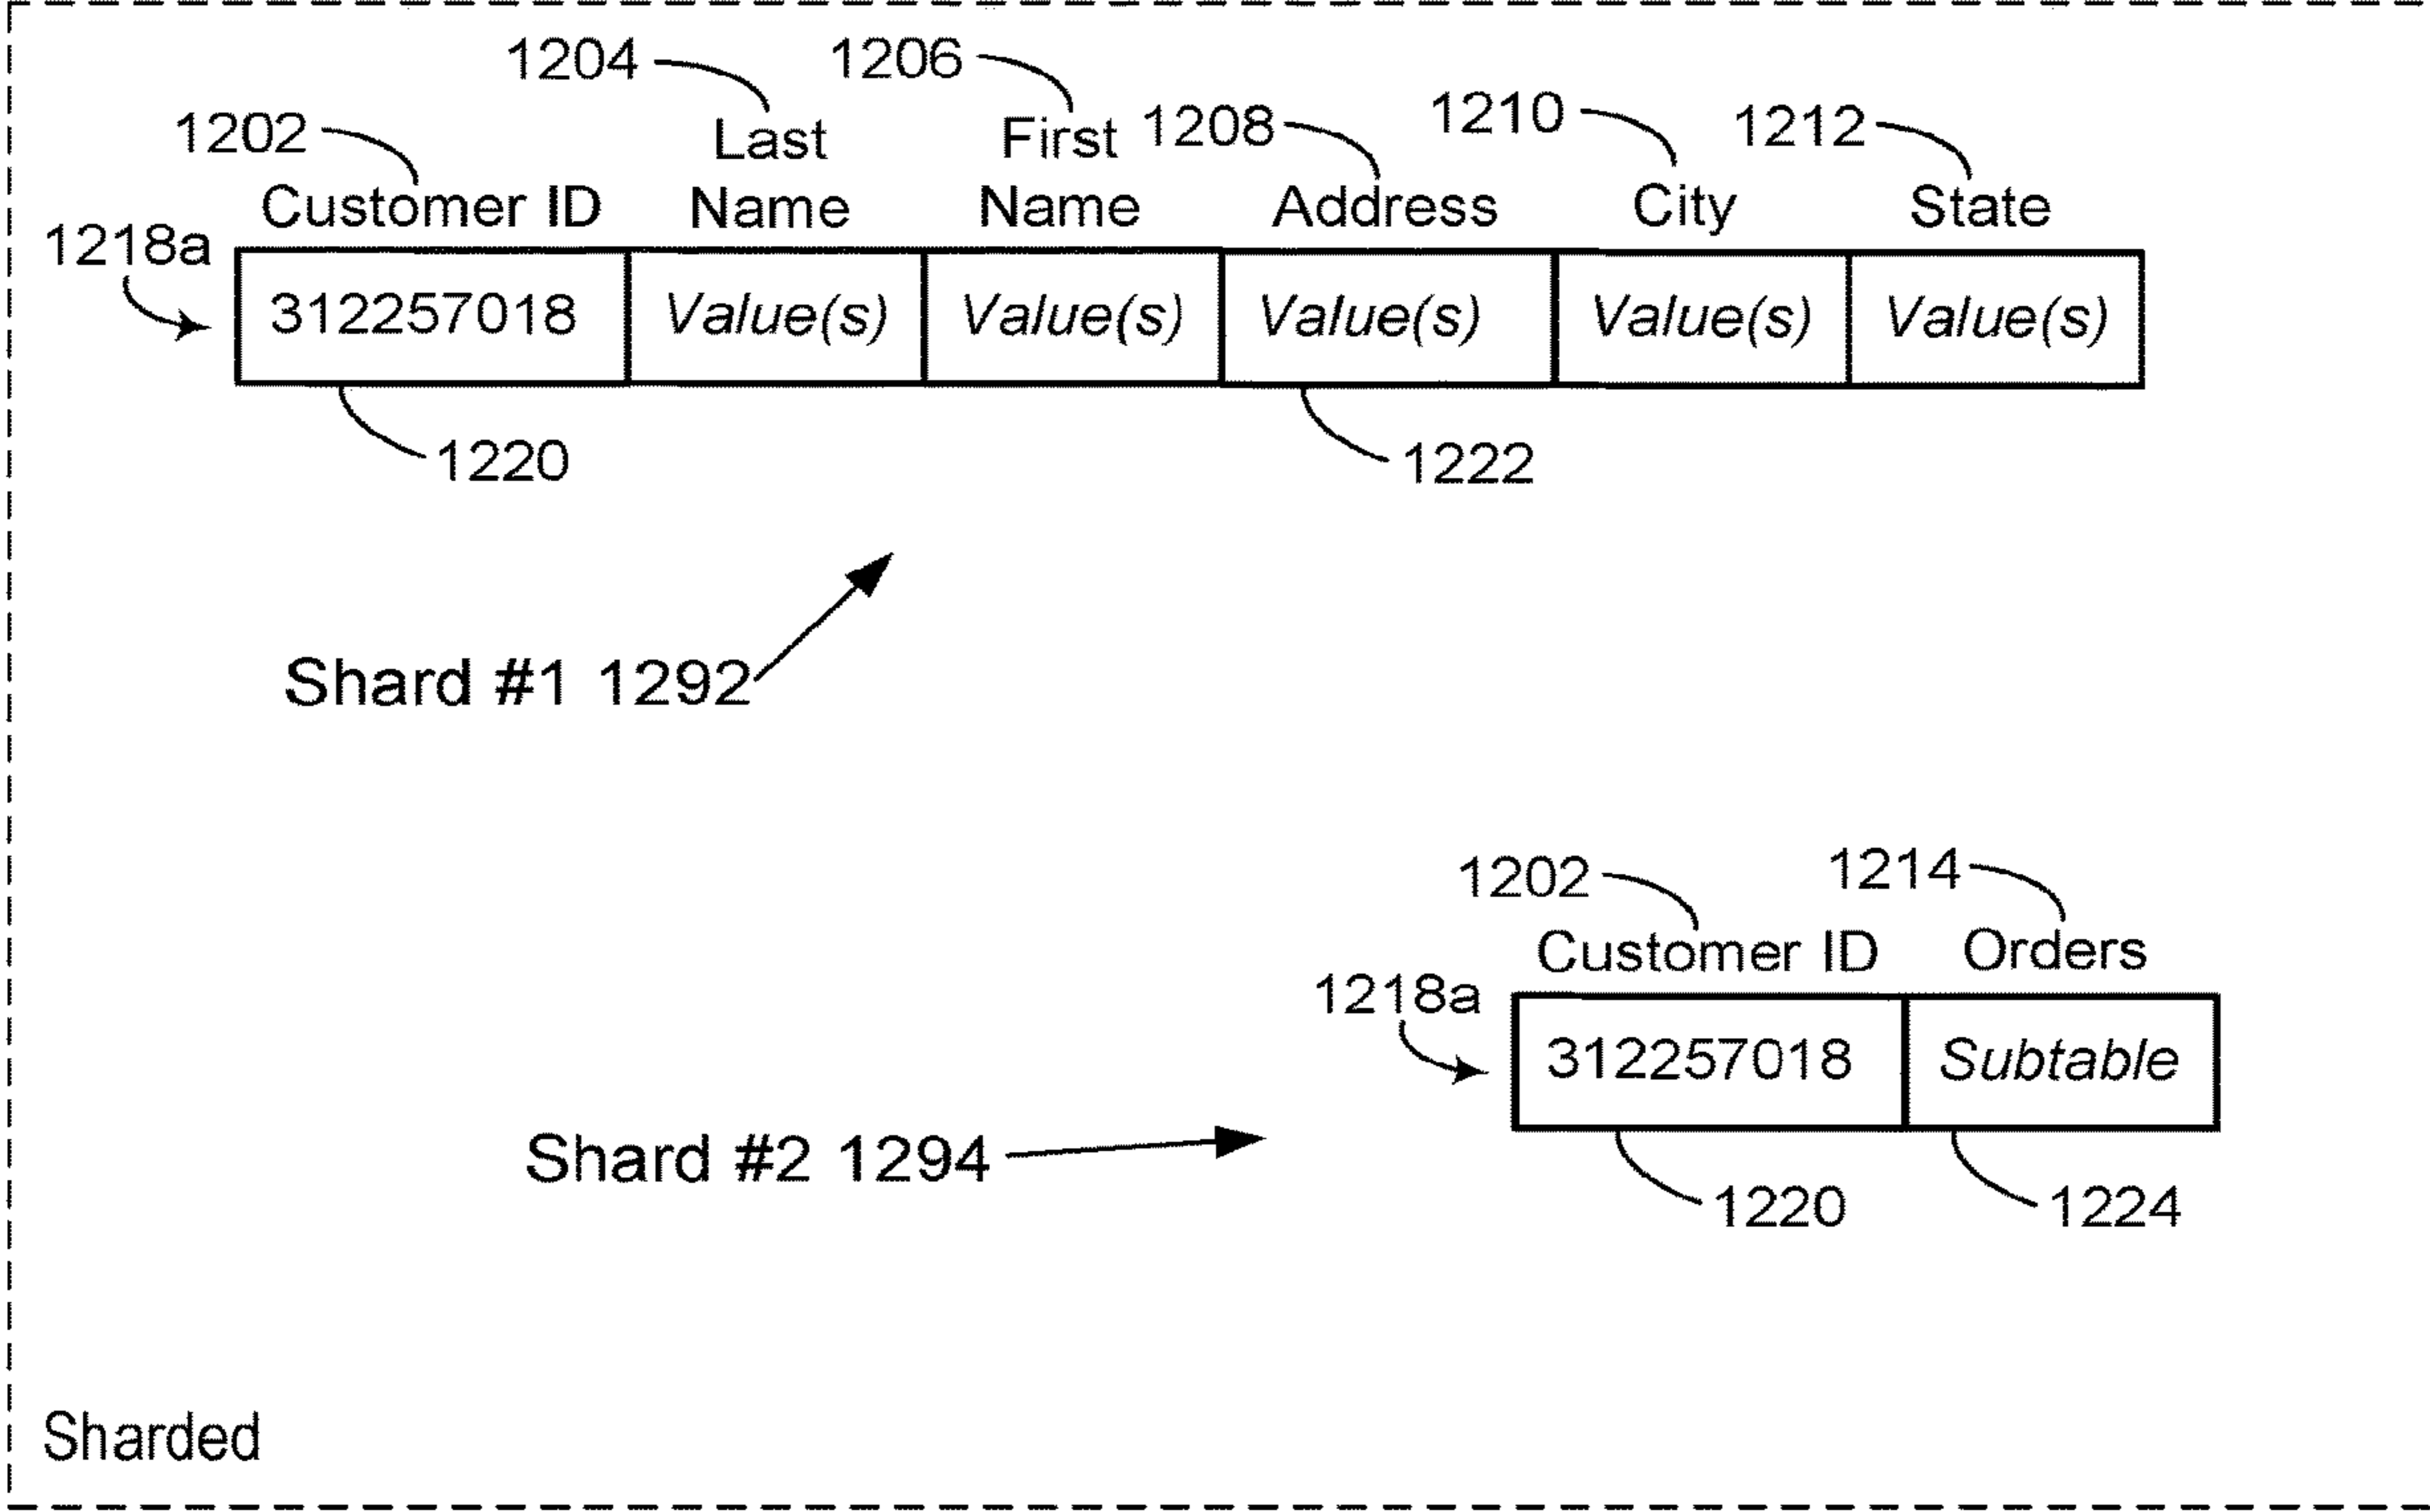 1204 1206
1202 Last First 1208 1210 1212
Customer ID Name Name Address City State
1218a
312257018 Value(s) Value(s) Value(s) Value(s) Value(s)
1220 1222
Shard #1 1292
1202 1214
Customer ID Orders
1218a
312257018 Subtable
Shard #2 1294
1220 1224
Sharded